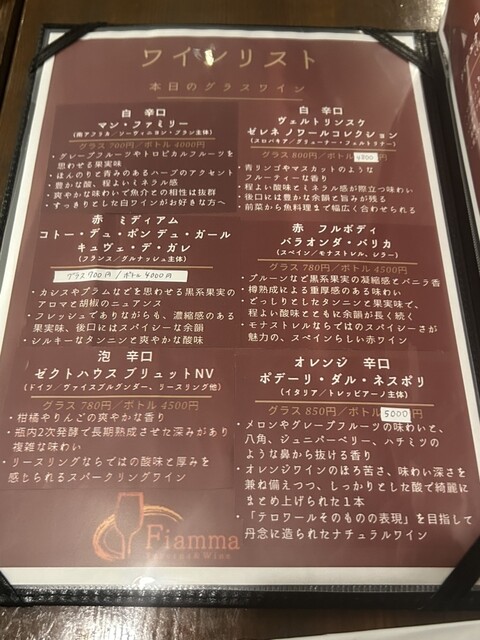 ワインリスト
本日のグラスワイン
白 辛口
マン・ファミリー
(南アフリカ/ソーヴィニヨン・ブラン主体)
グラス 700円/ボトル 4000円
・グレープフルーツやトロピカルフルーツを
思わせる果実味
・ほんのりと青みのあるハーブのアクセント
・豊かな酸、程よいミネラル感
・爽やかな味わいで魚介との相性は抜群
・すっきりとした白ワインがお好きな方へ
白 辛口
ヴェルトリンスケ
ゼレネ ノワールコレクション
(スロバキア/グリューナー・フェルトリナー)
グラス 800円/ボトル 4800円
・青リンゴやマスカットのような
フルーティーな香り
・程よい酸味とミネラル感が際立つ味わい
・後口には豊かな余韻と旨みが残る
・前菜から魚料理まで幅広く合わせられる
赤 ミディアム
コトー・デュ・ポン デュ・ガール
キュヴェ・デ・ガレ
(フランス/グルナッシュ主体)
グラス 700円/ボトル 4000円
・カシスやプラムなどを思わせる黒系果実の
アロマと胡椒のニュアンス
・フレッシュでありながらも、濃縮感のある
果実味、後口にはスパイシーな余韻
・シルキーなタンニンと爽やかな酸味
赤 フルボディ
パラオンダ・バリカ
(スペイン/モナストレル、シラー)
グラス 780円/ボトル 4500円
・プルーンなど黒系果実の凝縮感とバニラ香
・樽熟成による重厚感のある味わい
・どっしりとしたタンニンと果実味で、
程よい酸味とともに余韻が長く続く
・モナストレルならではのスパイシーさが
魅力の、スペインらしい赤ワイン
泡 辛口
ゼクトハウス ブリュットNV
(ドイツ/ヴァイスブルグンダー、リースリング他)
グラス 780円/ボトル 4500円
・柑橘やりんごの爽やかな香り
・瓶内2次発酵で長期熟成させた深みがあり
複雑な味わい
・リースリングならではの酸味と厚みを
感じられるスパークリングワイン
オレンジ 辛口
ポデーリ・ダル・ネスポリ
(イタリア/トレッビアーノ主体)
グラス 850円/ボトル 5000円
・メロンやグレープフルーツの味わいと、
八角、ジュニパーベリー、ハチミツの
ような鼻から抜ける香り
・オレンジワインのほろ苦さ、味わい深さを
兼ね備えつつ、しっかりとした酸で綺麗に
まとめ上げられた1本
・「テロワールそのものの表現」を目指して
丹念に造られたナチュラルワイン
Fiamma